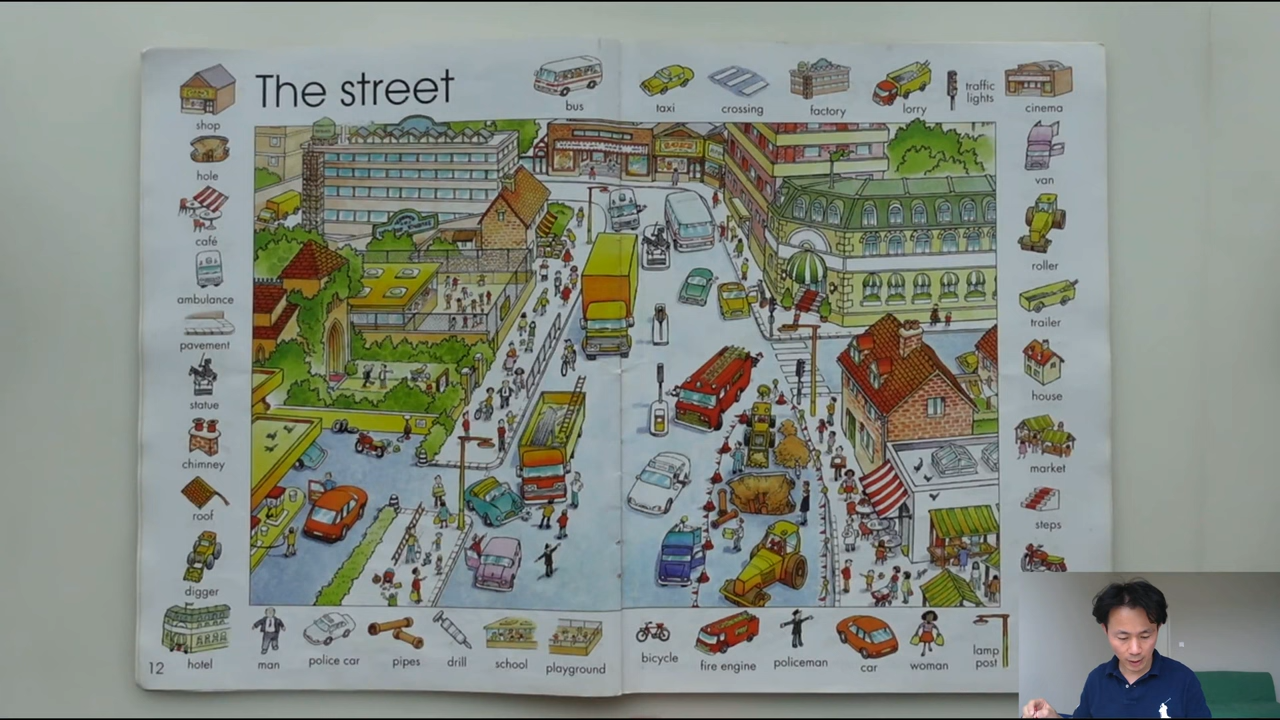 The street
bus
taxi
crossing
factory
lorry
traffic
lights
cinema
shop
hole
café
ambulance
pavement
statue
chimney
roof
digger
hotel
van
roller
trailer
house
market
steps
man
police car
pipes
drill
school
playground
bicycle
fire engine
policeman
car
woman
lamp
post
12